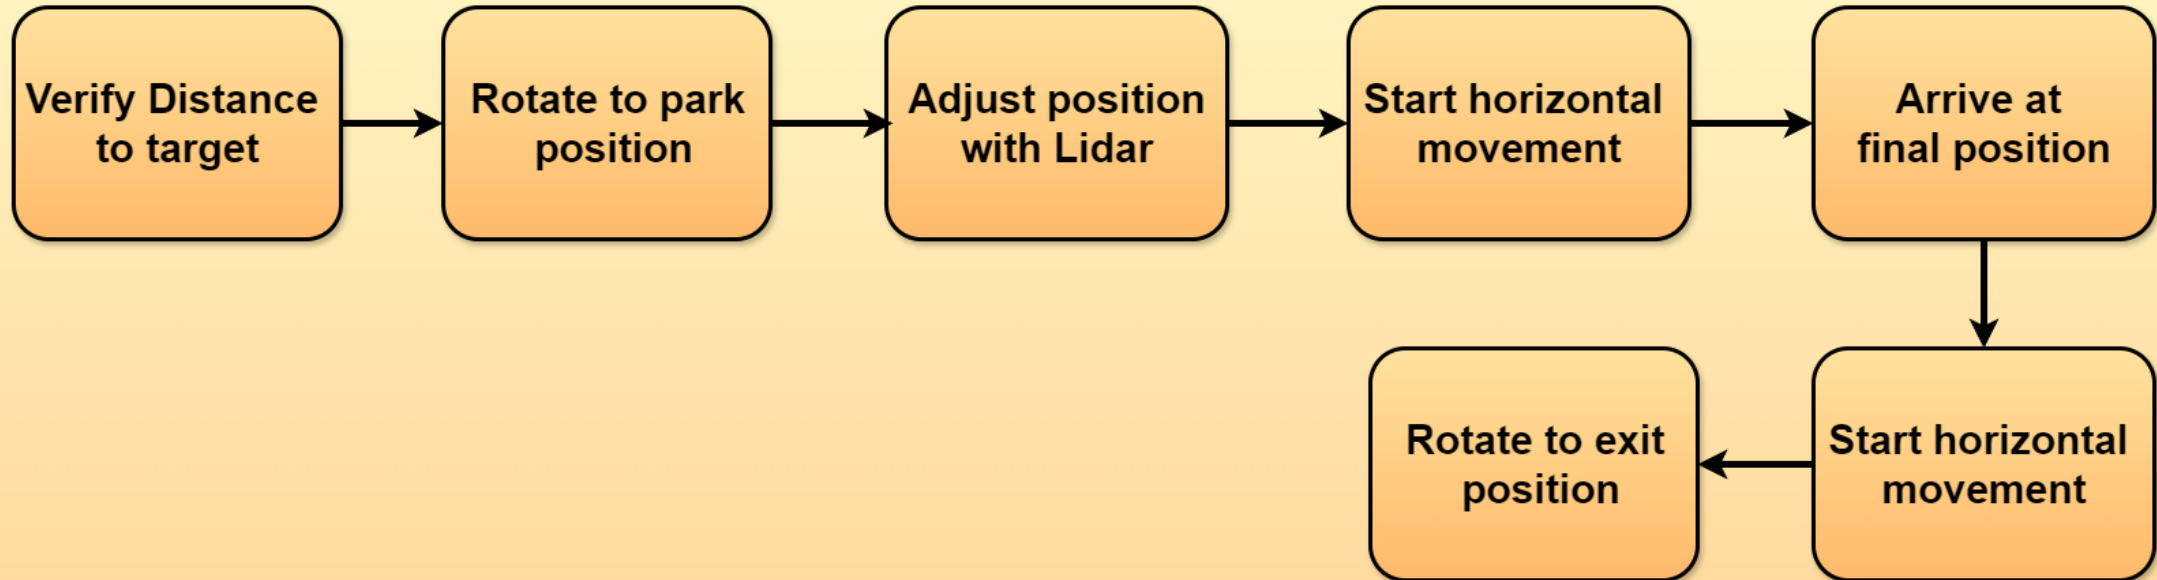 Verify Distance
to target
Rotate to park
position
Adjust position
with Lidar
Start horizontal
movement
Arrive at
final position
Start horizontal
movement
Rotate to exit
position